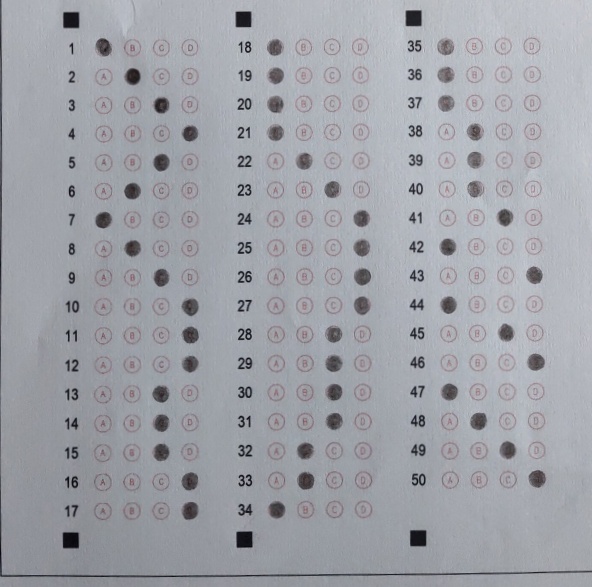 1 B C D
2 A C D
3 A B D
4 A B C
5 A B D
6 A C D
7 B C D
8 A C D
9 A B D
10 A B C
11 A B C
12 A B C
13 A B D
14 A B D
15 A B D
16 A B C
17 A B C
18 B C D
19 B C D
20 B C D
21 B C D
22 A C D
23 A B D
24 A B C
25 A B C
26 A B C
27 A B C
28 A B D
29 A B D
30 A B D
31 A B D
32 A C D
33 A C D
34 B C D
35 B C D
36 B C D
37 B C D
38 A C D
39 A C D
40 A C D
41 A B D
42 B C D
43 A B C
44 B C D
45 A B D
46 A B C
47 B C D
48 A C D
49 A B D
50 A B C